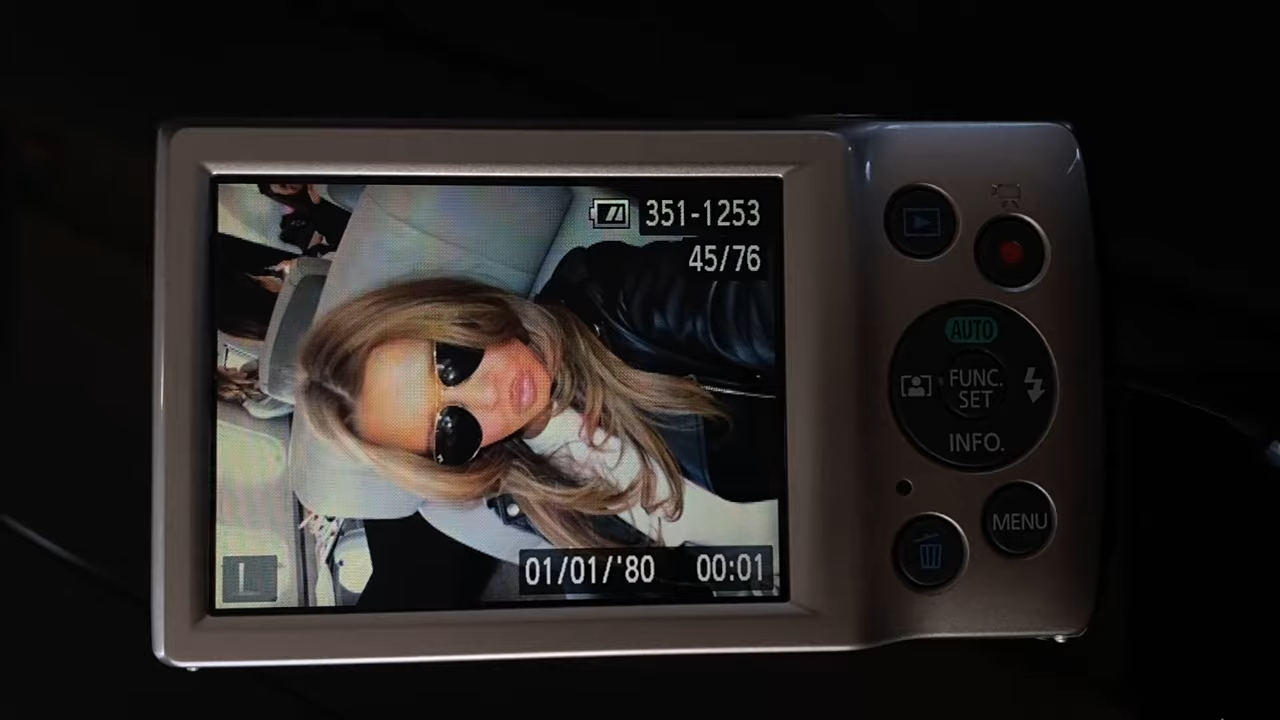 351-1253
45/76
AUTO
FUNC.
SET
INFO.
MENU
L
01/01/'80 00:01